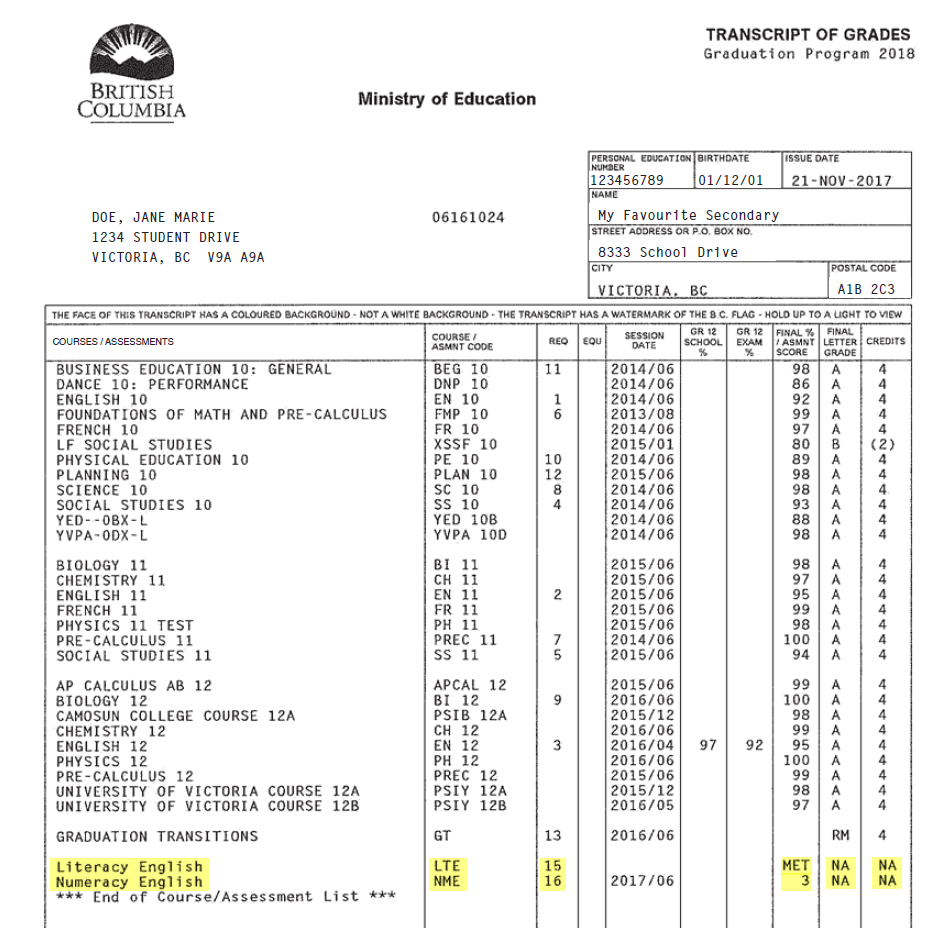 TRANSCRIPT OF GRADES
Graduation Program 2018
BRITISH
COLUMBIA
Ministry of Education
PERSONAL EDUCATION NUMBER BIRTHDATE ISSUE DATE
123456789 01/12/01 21-NOV-2017
NAME
My Favourite Secondary
STREET ADDRESS OR P.O. BOX NO.
8333 School Drive
CITY POSTAL CODE
VICTORIA, BC A1B 2C3
DOE, JANE MARIE 06161024
1234 STUDENT DRIVE
VICTORIA, BC V9A A9A
THE FACE OF THIS TRANSCRIPT HAS A COLOURED BACKGROUND - NOT A WHITE BACKGROUND - THE TRANSCRIPT HAS A WATERMARK OF THE B.C. FLAG - HOLD UP TO A LIGHT TO VIEW
COURSES / ASSESSMENTS COURSE / ASMNT CODE REQ EQU SESSION DATE GR 12 SCHOOL % GR 12 EXAM % FINAL % / ASMNT SCORE FINAL LETTER GRADE CREDITS
BUSINESS EDUCATION 10: GENERAL BEG 10 11 2014/06 98 A 4
DANCE 10: PERFORMANCE DNP 10 2014/06 86 A 4
ENGLISH 10 EN 10 1 2014/06 92 A 4
FOUNDATIONS OF MATH AND PRE-CALCULUS FMP 10 6 2013/08 99 A 4
FRENCH 10 FR 10 2014/06 97 A 4
LF SOCIAL STUDIES XSSF 10 2015/01 80 B (2)
PHYSICAL EDUCATION 10 PE 10 10 2014/06 89 A 4
PLANNING 10 PLAN 10 12 2015/06 98 A 4
SCIENCE 10 SC 10 8 2014/06 98 A 4
SOCIAL STUDIES 10 SS 10 4 2014/06 93 A 4
YED--0BX-L YED 10B 2014/06 88 A 4
YVPA-0DX-L YVPA 10D 2014/06 98 A 4
BIOLOGY 11 BI 11 2015/06 98 A 4
CHEMISTRY 11 CH 11 2015/06 97 A 4
ENGLISH 11 EN 11 2 2015/06 95 A 4
FRENCH 11 FR 11 2015/06 99 A 4
PHYSICS 11 TEST PH 11 2015/06 98 A 4
PRE-CALCULUS 11 PREC 11 7 2014/06 100 A 4
SOCIAL STUDIES 11 SS 11 5 2015/06 94 A 4
AP CALCULUS AB 12 APCAL 12 2015/06 99 A 4
BIOLOGY 12 BI 12 9 2016/06 100 A 4
CAMOSUN COLLEGE COURSE 12A PSIB 12A 2015/12 98 A 4
CHEMISTRY 12 CH 12 2016/06 99 A 4
ENGLISH 12 EN 12 3 2016/04 97 92 95 A 4
PHYSICS 12 PH 12 2016/06 100 A 4
PRE-CALCULUS 12 PREC 12 2015/06 99 A 4
UNIVERSITY OF VICTORIA COURSE 12A PSIY 12A 2015/12 98 A 4
UNIVERSITY OF VICTORIA COURSE 12B PSIY 12B 2016/05 97 A 4
GRADUATION TRANSITIONS GT 13 2016/06 RM 4
Literacy English LTE 15 MET NA NA
Numeracy English NME 16 2017/06 3 NA NA
*** End of Course/Assessment List ***